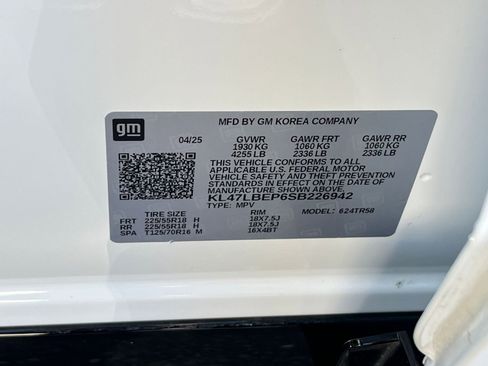 gm
MFD BY GM KOREA COMPANY
04/25 GVWR GAWR FRT GAWR RR
1930 KG 1060 KG 1060 KG
4255 LB 2336 LB 2336 LB
THIS VEHICLE CONFORMS TO ALL
APPLICABLE U.S. FEDERAL MOTOR
VEHICLE SAFETY AND THEFT PREVENTION
STANDARDS IN EFFECT ON THE DATE OF
MANUFACTURE SHOWN ABOVE.
KL47LBEP6SB226942
TYPE: MPV MODEL: 624TR58
TIRE SIZE RIM
FRT 225/55R18 H 18X7.5J
RR 225/55R18 H 18X7.5J
SPA T125/70R16 M 16X4BT